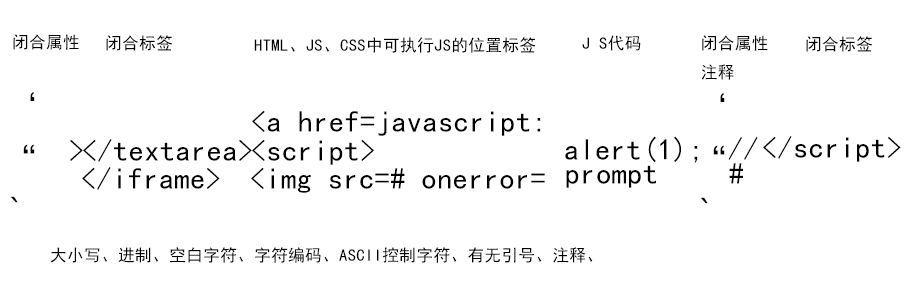 闭合属性 闭合标签 HTML、JS、CSS中可执行JS的位置标签 J S代码 闭合属性 闭合标签
注释
‘ ‘
<a href=javascript:
“ ></textarea><script> alert(1); “//</script>
</iframe> <img src=# onerror= prompt #
` `
大小写、进制、空白字符、字符编码、ASCII控制字符、有无引号、注释、